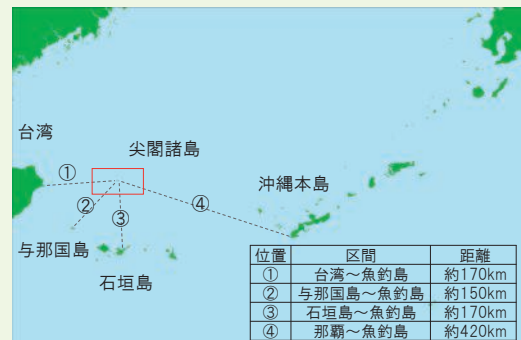 台湾
尖閣諸島
①
②
③
④
沖縄本島
与那国島
石垣島
位置 区間 距離
① 台湾～魚釣島 約170km
② 与那国島～魚釣島 約150km
③ 石垣島～魚釣島 約170km
④ 那覇～魚釣島 約420km